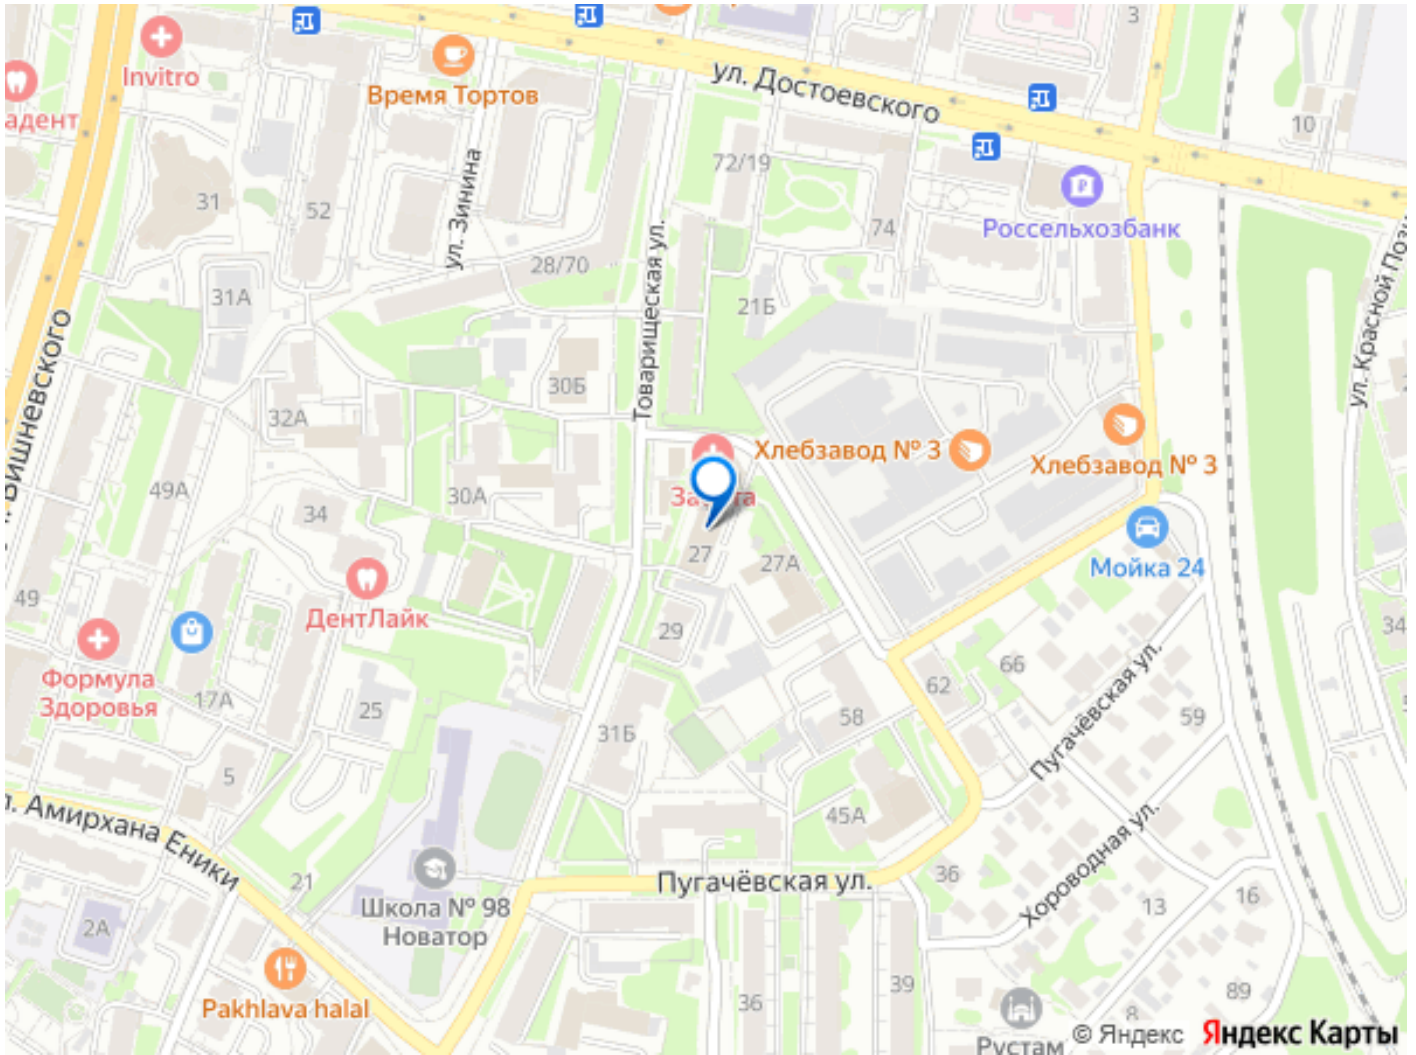 3
Invitro
Время Тортов
ул. Достоевского
адент
10
72/19
31
52
ул. Зинина
74
Россельхозбанк
28/70
Товарищеская ул.
31А
21Б
ул. Красной Пози
Вишневского
30Б
32А
Хлебзавод № 3
Хлебзавод № 3
49А
30А
34
27
27А
Мойка 24
49
ДентЛайк
29
34
Формула
Здоровья
17А
25
66
62
Пугачёвская ул.
58
59
31Б
5
л. Амирхана Еники
45А
Хороводная ул.
21
Пугачёвская ул.
36
16
13
Школа № 98
Новатор
2А
Pakhlava halal
36
39
89
8
Рустам
© Яндекс Яндекс Карты